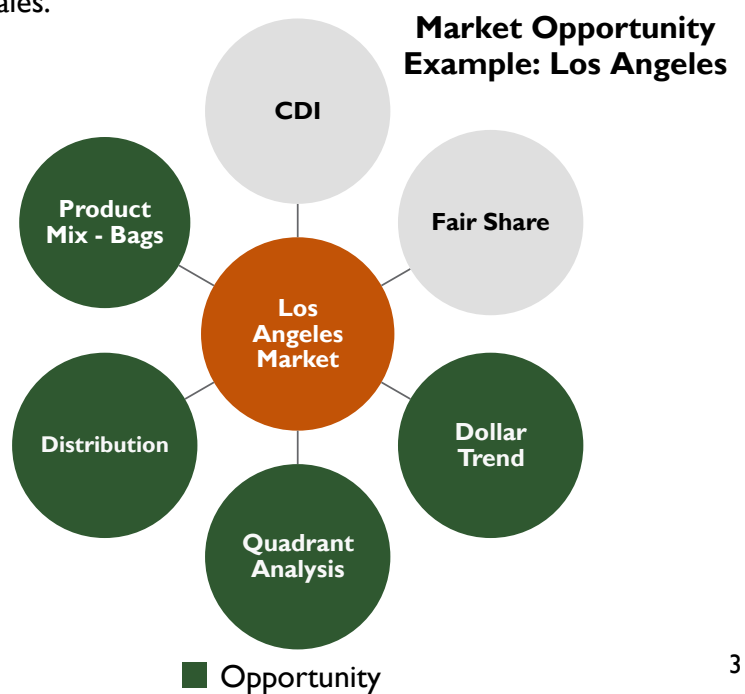 Market Opportunity
Example: Los Angeles
CDI
Product
Mix - Bags
Fair Share
Los
Angeles
Market
Distribution
Dollar
Trend
Quadrant
Analysis
Opportunity
3